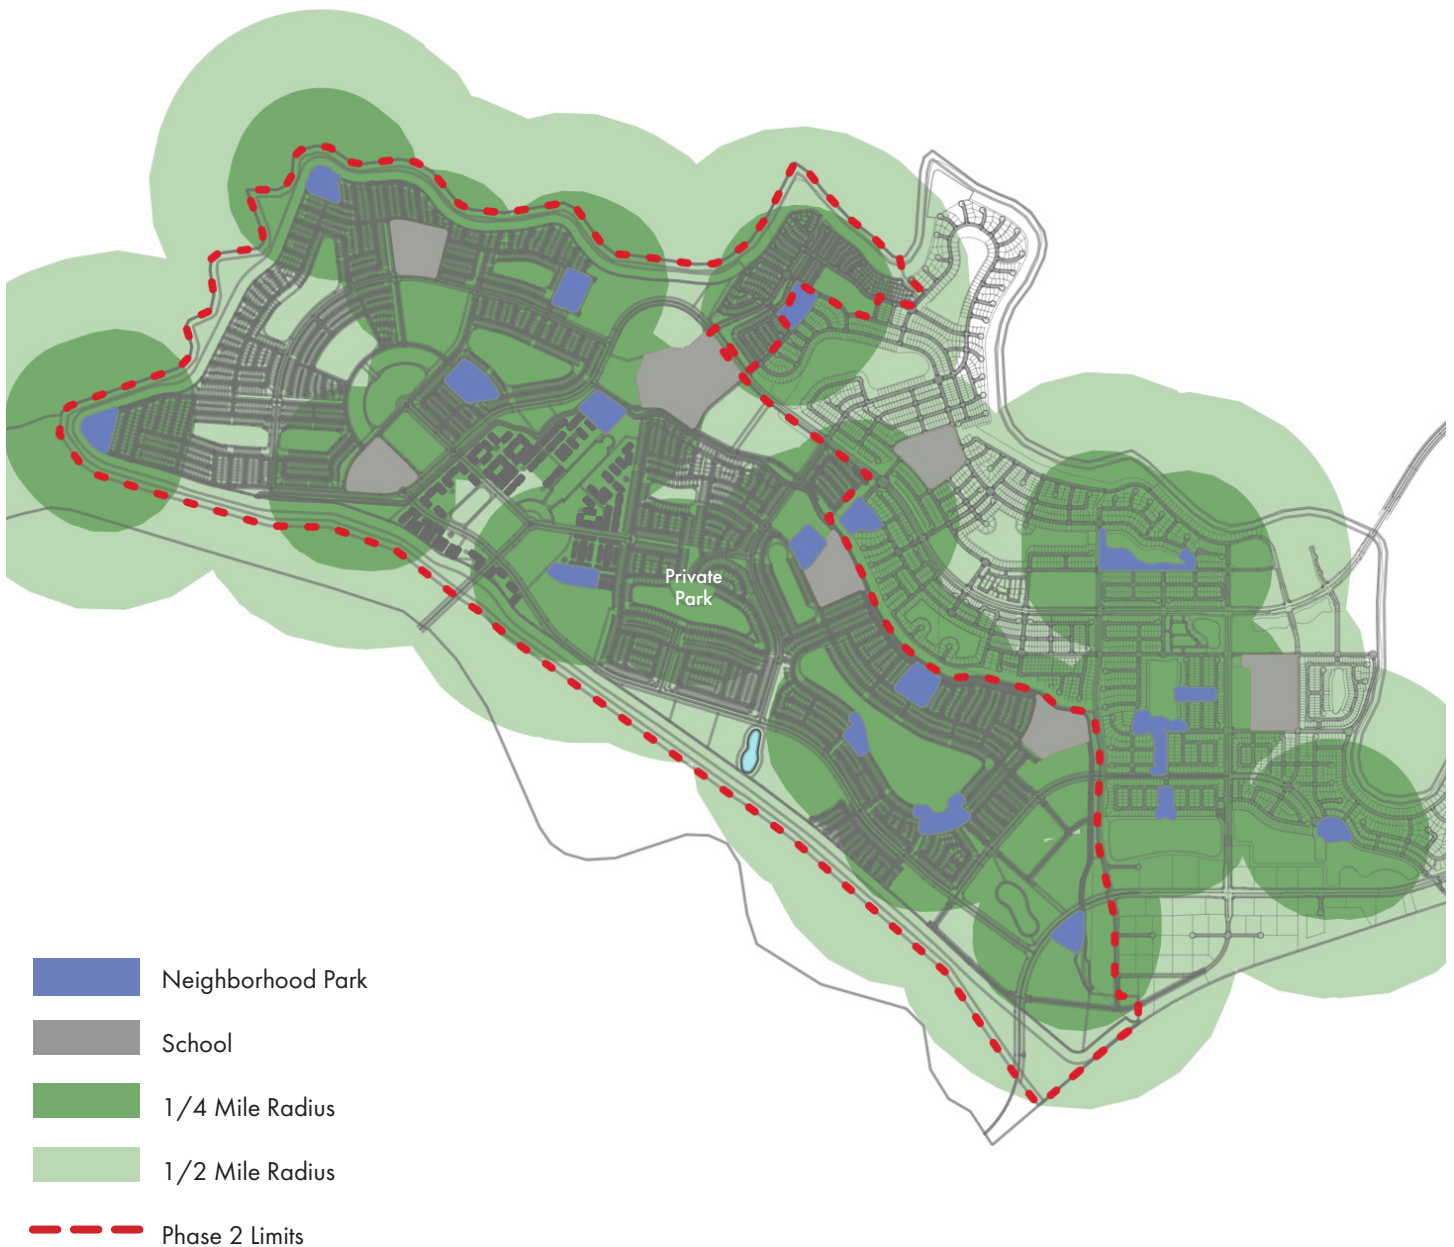 Private
Park
Neighborhood Park
School
1/4 Mile Radius
1/2 Mile Radius
Phase 2 Limits